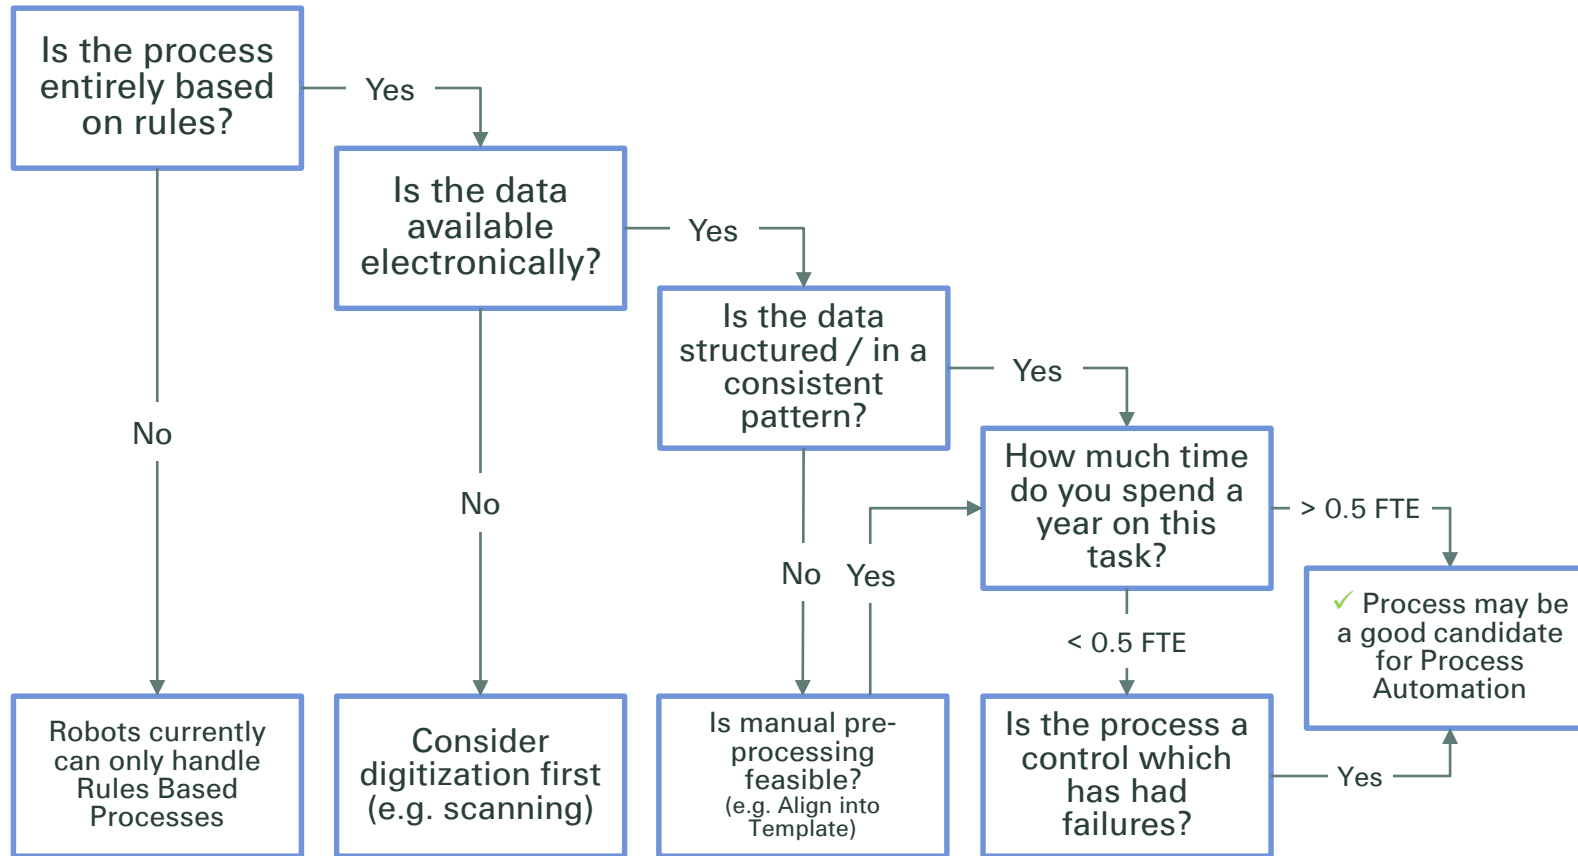 Is the process
entirely based
on rules?
Yes
Is the data
available
electronically?
Yes
Is the data
structured / in a
consistent
pattern?
Yes
How much time
do you spend a
year on this
task?
> 0.5 FTE
No
No
No
Yes
< 0.5 FTE
✓ Process may be
a good candidate
for Process
Automation
Robots currently
can only handle
Rules Based
Processes
Consider
digitization first
(e.g. scanning)
Is manual pre-
processing
feasible?
(e.g. Align into
Template)
Is the process a
control which
has had
failures?
Yes